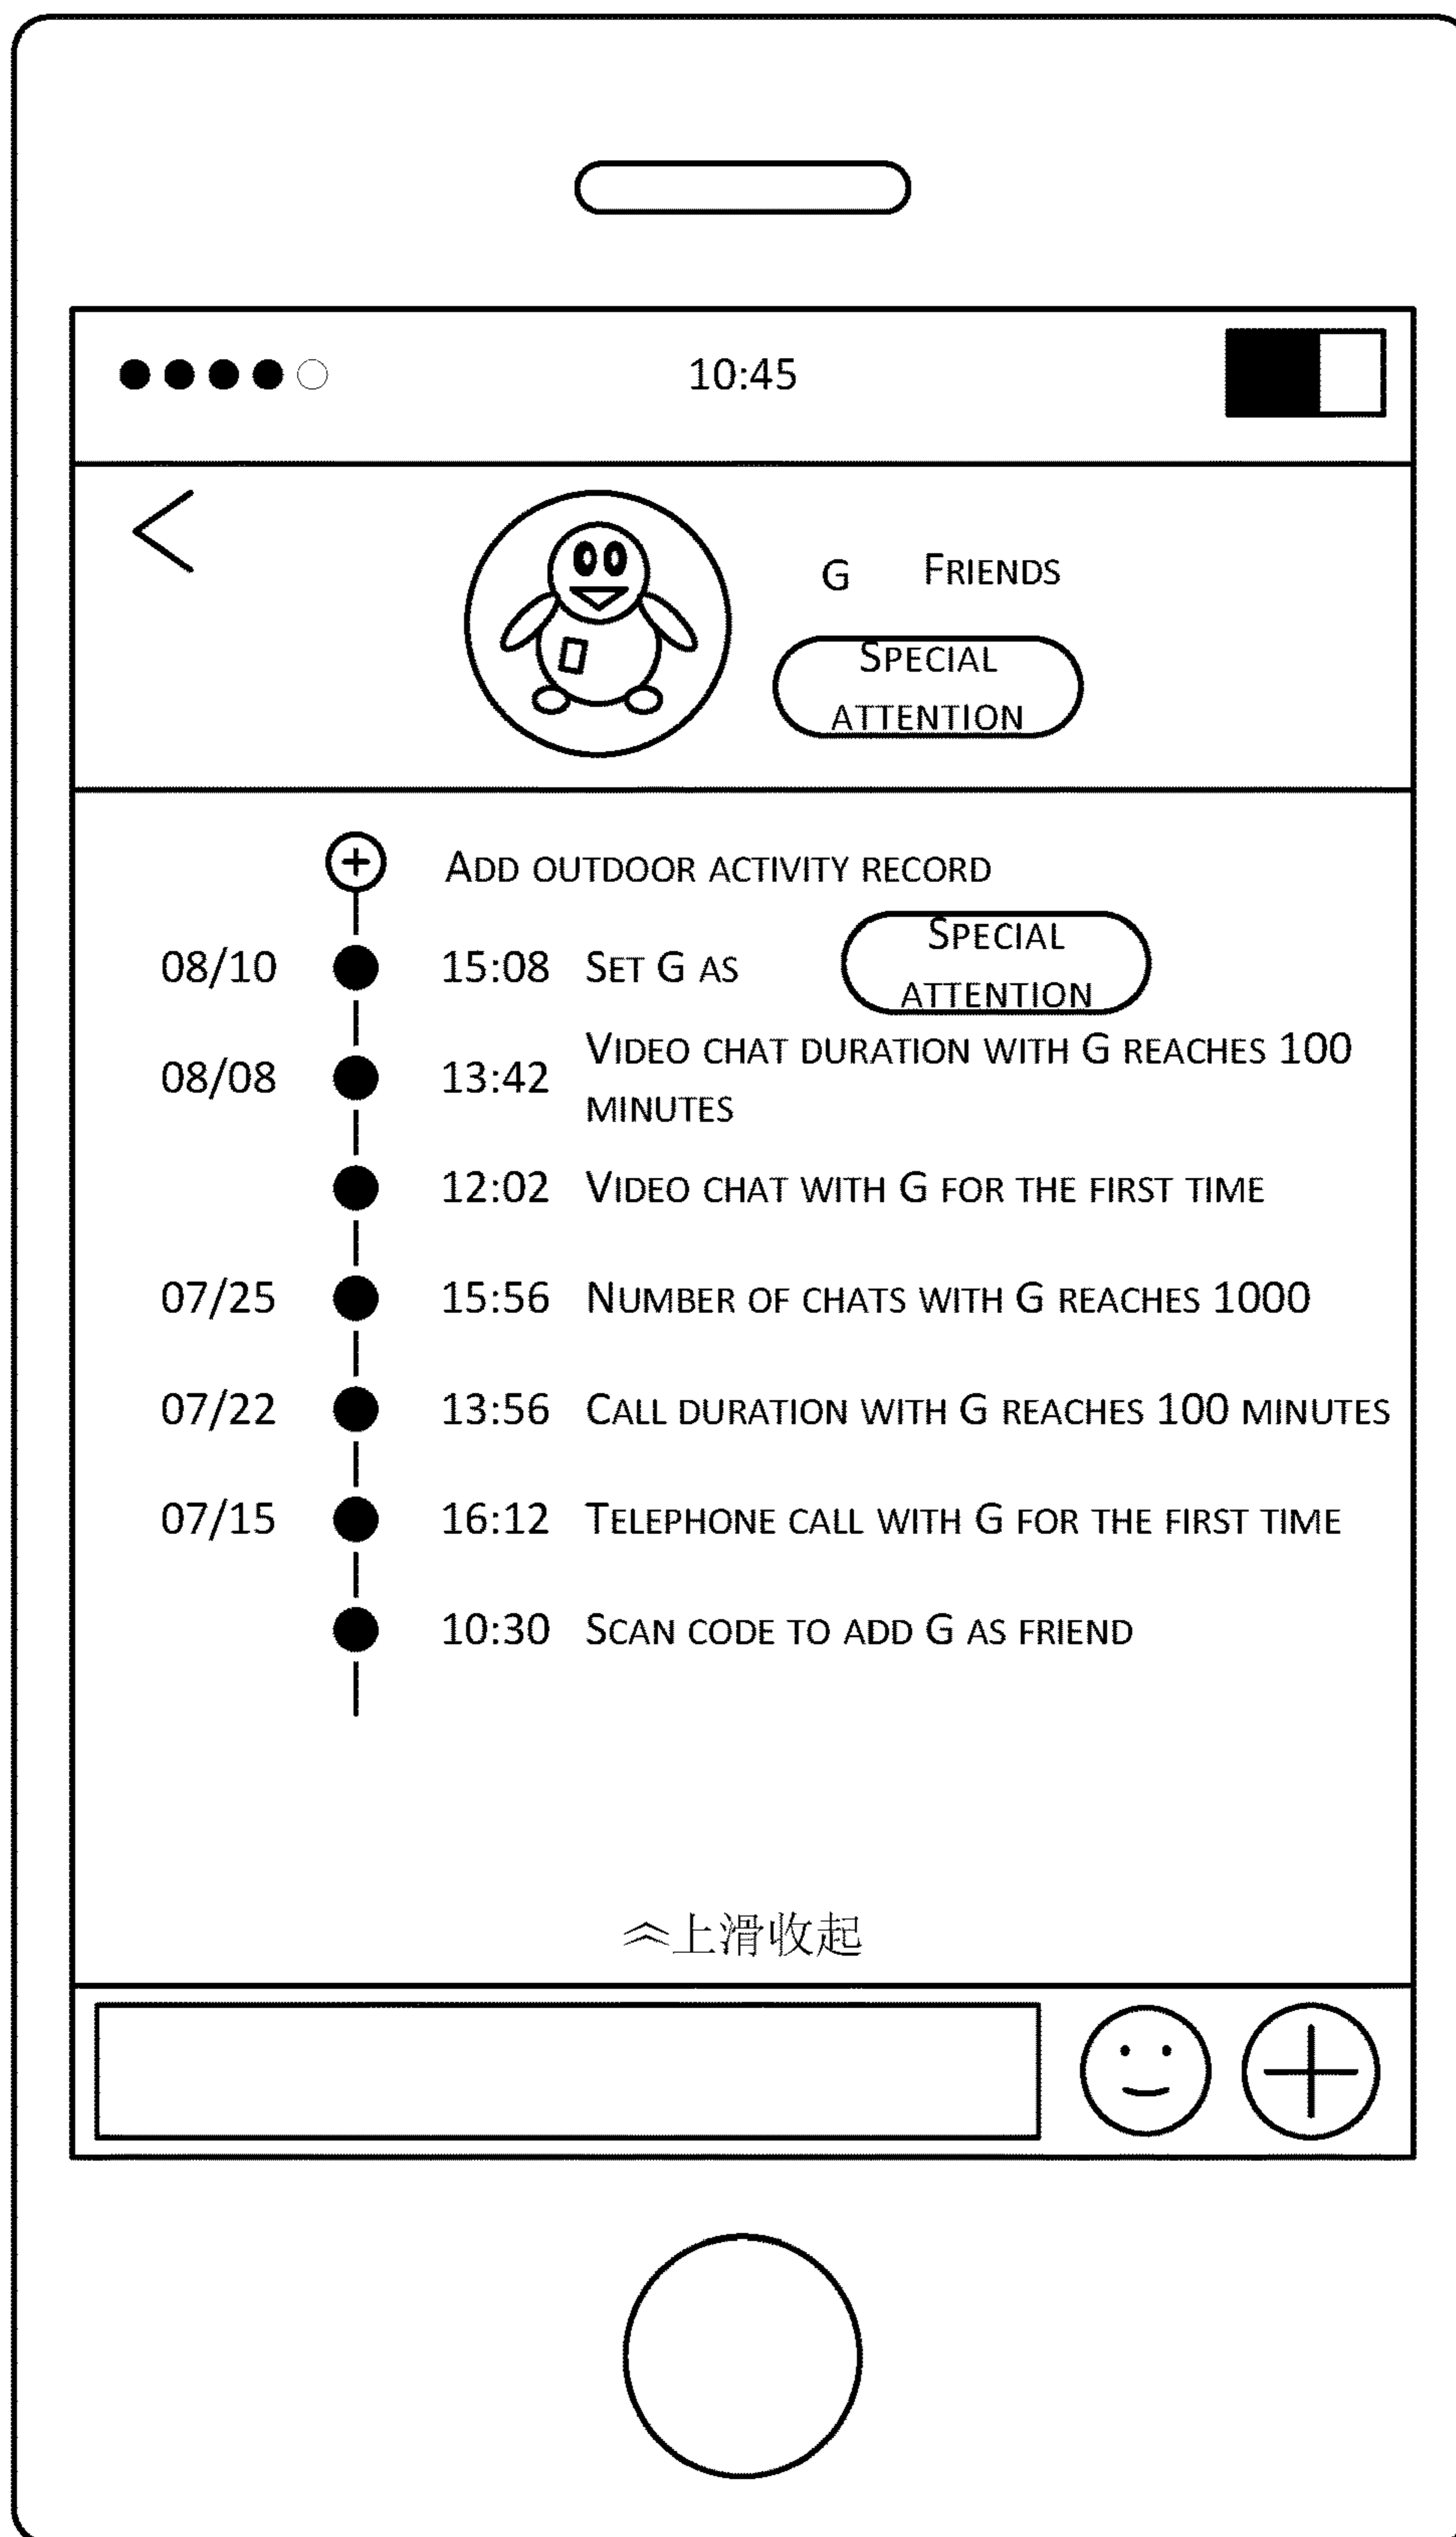 10:45
G FRIENDS
SPECIAL
ATTENTION
ADD OUTDOOR ACTIVITY RECORD
08/10 15:08 SET G AS SPECIAL ATTENTION
08/08 13:42 VIDEO CHAT DURATION WITH G REACHES 100
MINUTES
12:02 VIDEO CHAT WITH G FOR THE FIRST TIME
07/25 15:56 NUMBER OF CHATS WITH G REACHES 1000
07/22 13:56 CALL DURATION WITH G REACHES 100 MINUTES
07/15 16:12 TELEPHONE CALL WITH G FOR THE FIRST TIME
10:30 SCAN CODE TO ADD G AS FRIEND
上滑收起